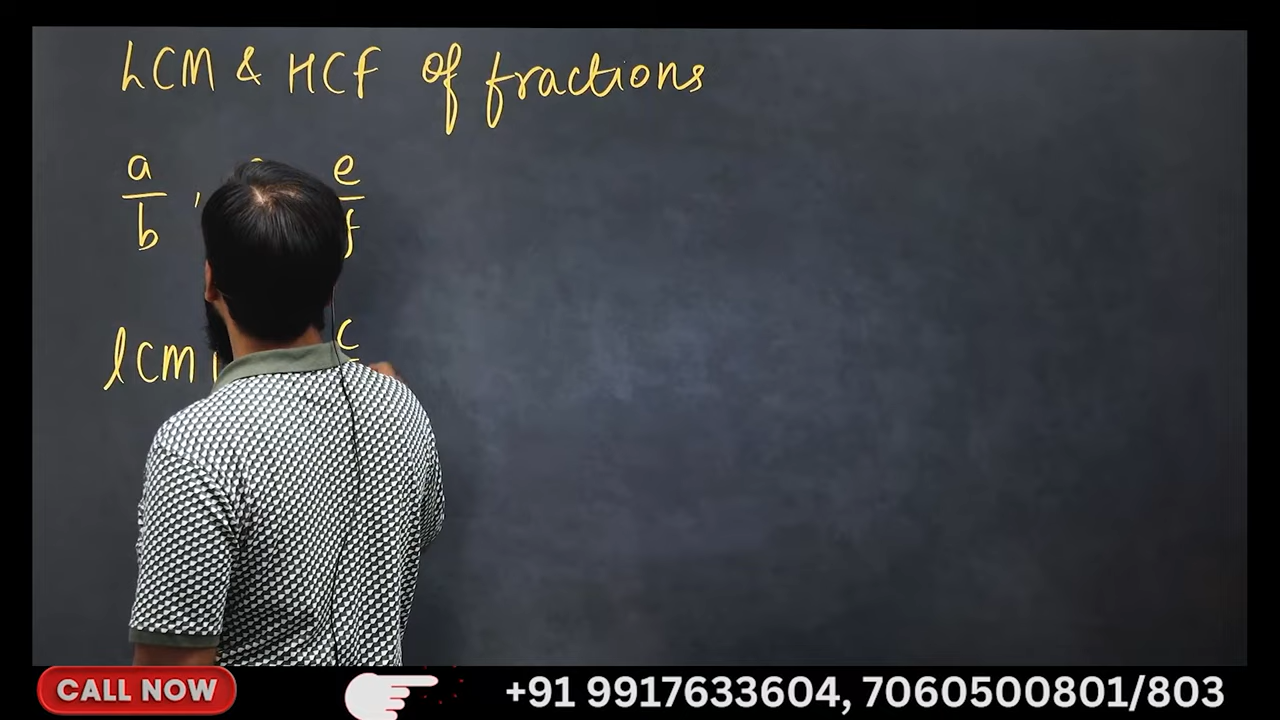 LCM & HCF of fractions
a e
b , f
lCM c
CALL NOW +91 9917633604, 7060500801/803